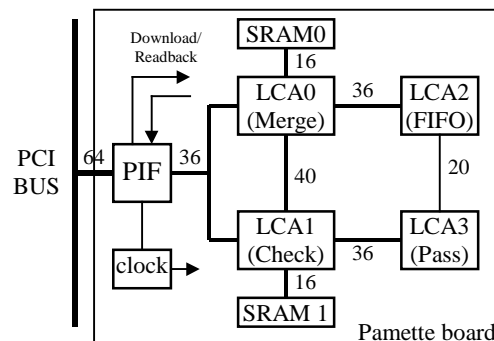 Download/
Readback
SRAM0
16
LCA0
(Merge)
36
LCA2
(FIFO)
PCI
BUS
64
PIF
36
40
20
clock
LCA1
(Check)
36
LCA3
(Pass)
16
SRAM 1
Pamette board